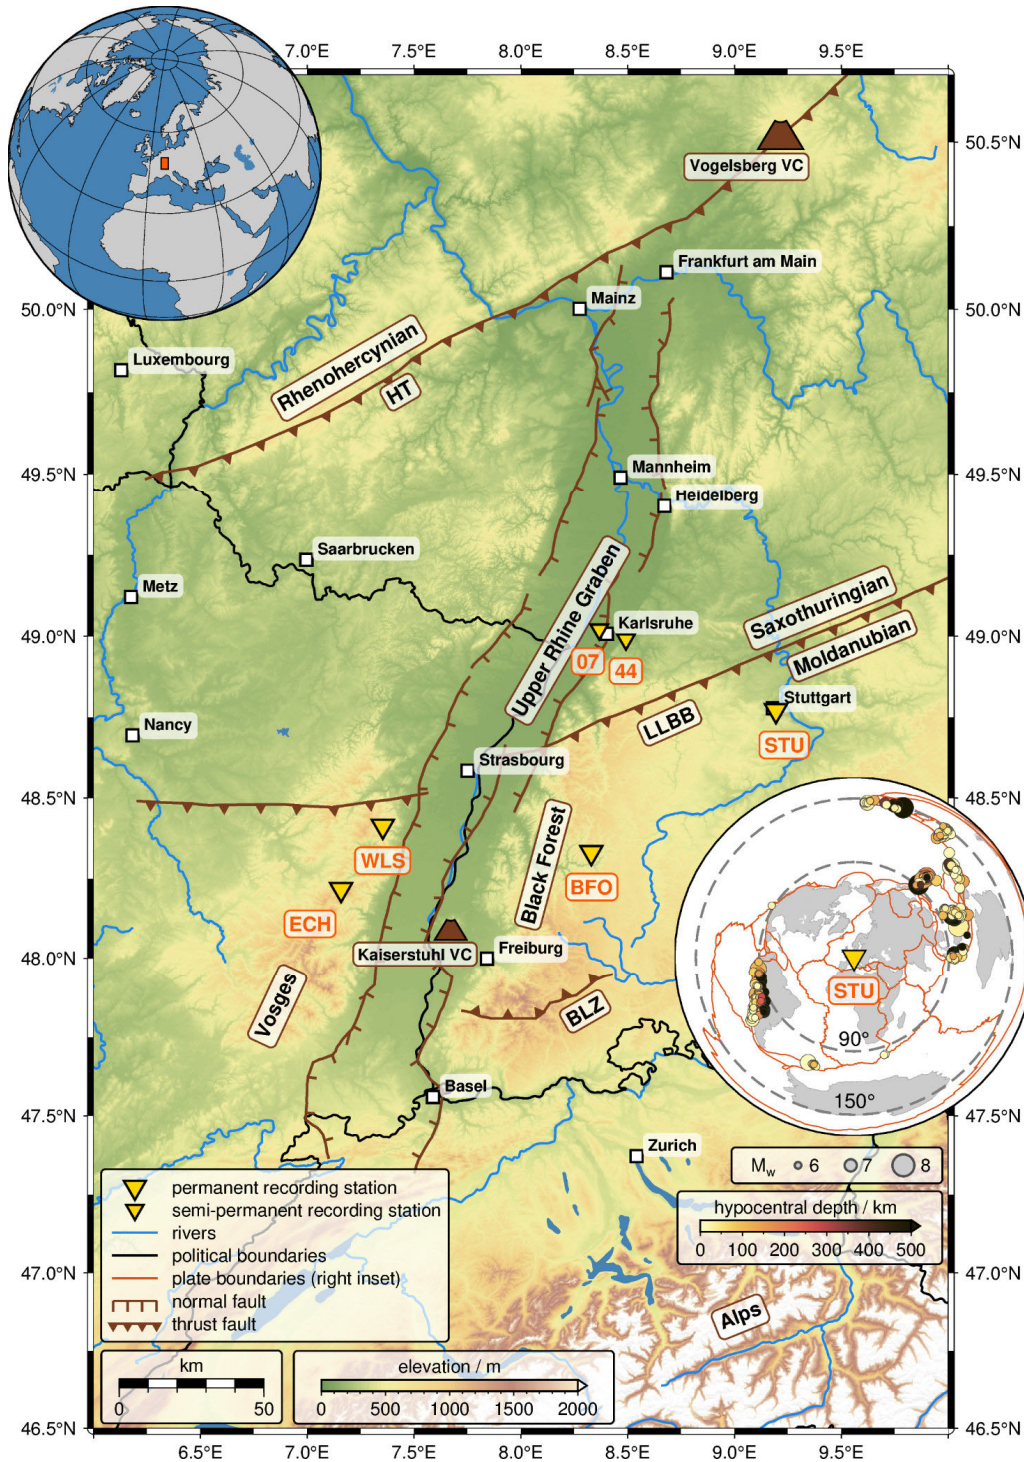 7.0°E 7.5°E 8.0°E 8.5°E 9.0°E 9.5°E
50.5°N
Vogelsberg VC
Frankfurt am Main
50.0°N
Mainz
50.0°N
Luxembourg
Rhenohercynian
HT
49.5°N
Mannheim
49.5°N
Heidelberg
Saarbrucken
Metz
Upper Rhine Graben
Saxothuringian
49.0°N
Karlsruhe
49.0°N
Moldanubian
07
44
Nancy
Stuttgart
LLBB
STU
Strasbourg
48.5°N
48.5°N
WLS
Black Forest
BFO
ECH
48.0°N
Kaiserstuhl VC
Freiburg
48.0°N
STU
Vosges
BLZ
90°
150°
47.5°N
Basel
47.5°N
Zurich
Mw 6 7 8
permanent recording station
semi-permanent recording station
rivers
political boundaries
plate boundaries (right inset)
normal fault
thrust fault
hypocentral depth / km
0 100 200 300 400 500
47.0°N
47.0°N
Alps
km
0 50
elevation / m
0 500 1000 1500 2000
46.5°N
46.5°N
6.5°E 7.0°E 7.5°E 8.0°E 8.5°E 9.0°E 9.5°E